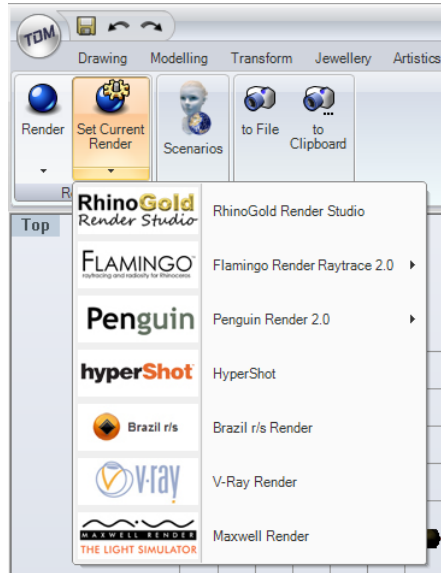 TDM
Drawing Modelling Transform Jewellery Artistics
Render
Set Current
Render
Scenarios
to File
to
Clipboard
R
Top
RhinoGold
Render Studio
RhinoGold Render Studio
FLAMINGO
raytracing and radiosity for Rhinoceros
Flamingo Render Raytrace 2.0
Penguin
Penguin Render 2.0
hyperShot
HyperShot
Brazil r/s
Brazil r/s Render
V-ray
V-Ray Render
MAXWELL RENDER
THE LIGHT SIMULATOR
Maxwell Render